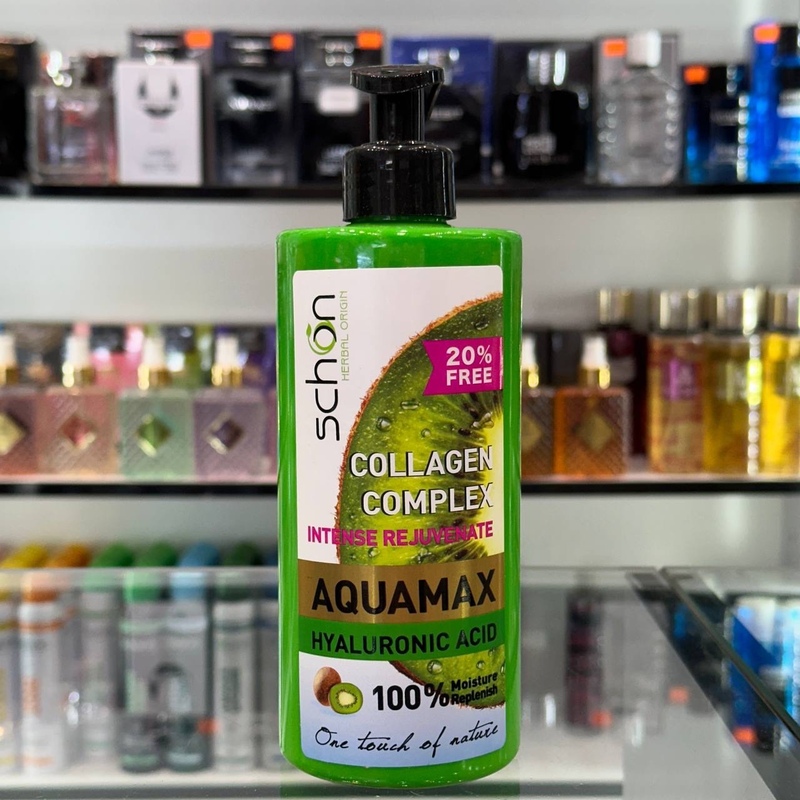 schön
HERBAL ORIGIN
20%
FREE
COLLAGEN
COMPLEX
INTENSE REJUVENATE
AQUAMAX
HYALURONIC ACID
100% Moisture
Replenish
One touch of nature